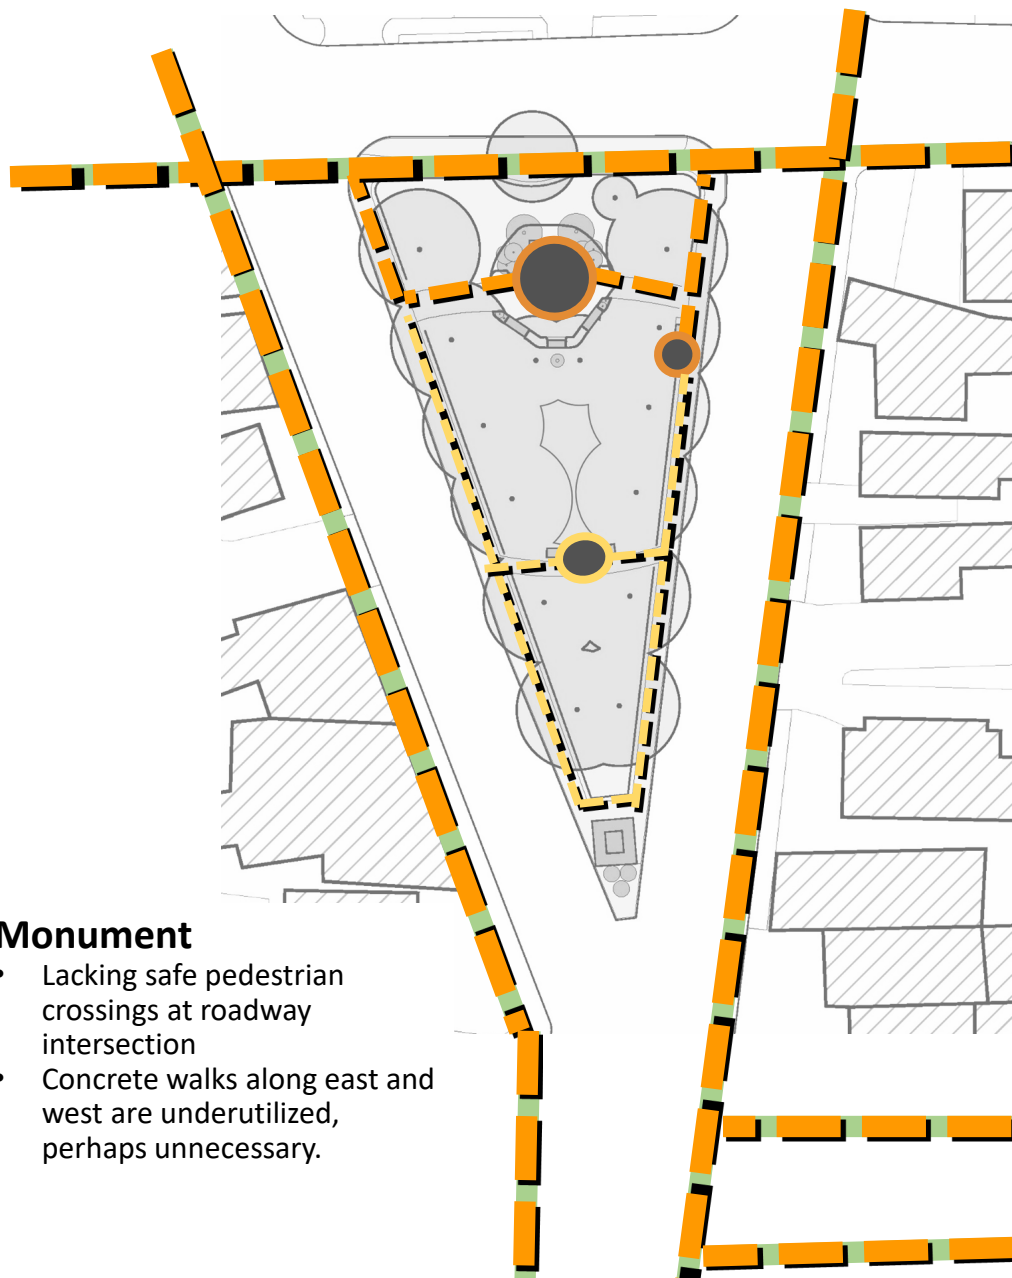 Monument
• Lacking safe pedestrian
crossings at roadway
intersection
• Concrete walks along east and
west are underutilized,
perhaps unnecessary.